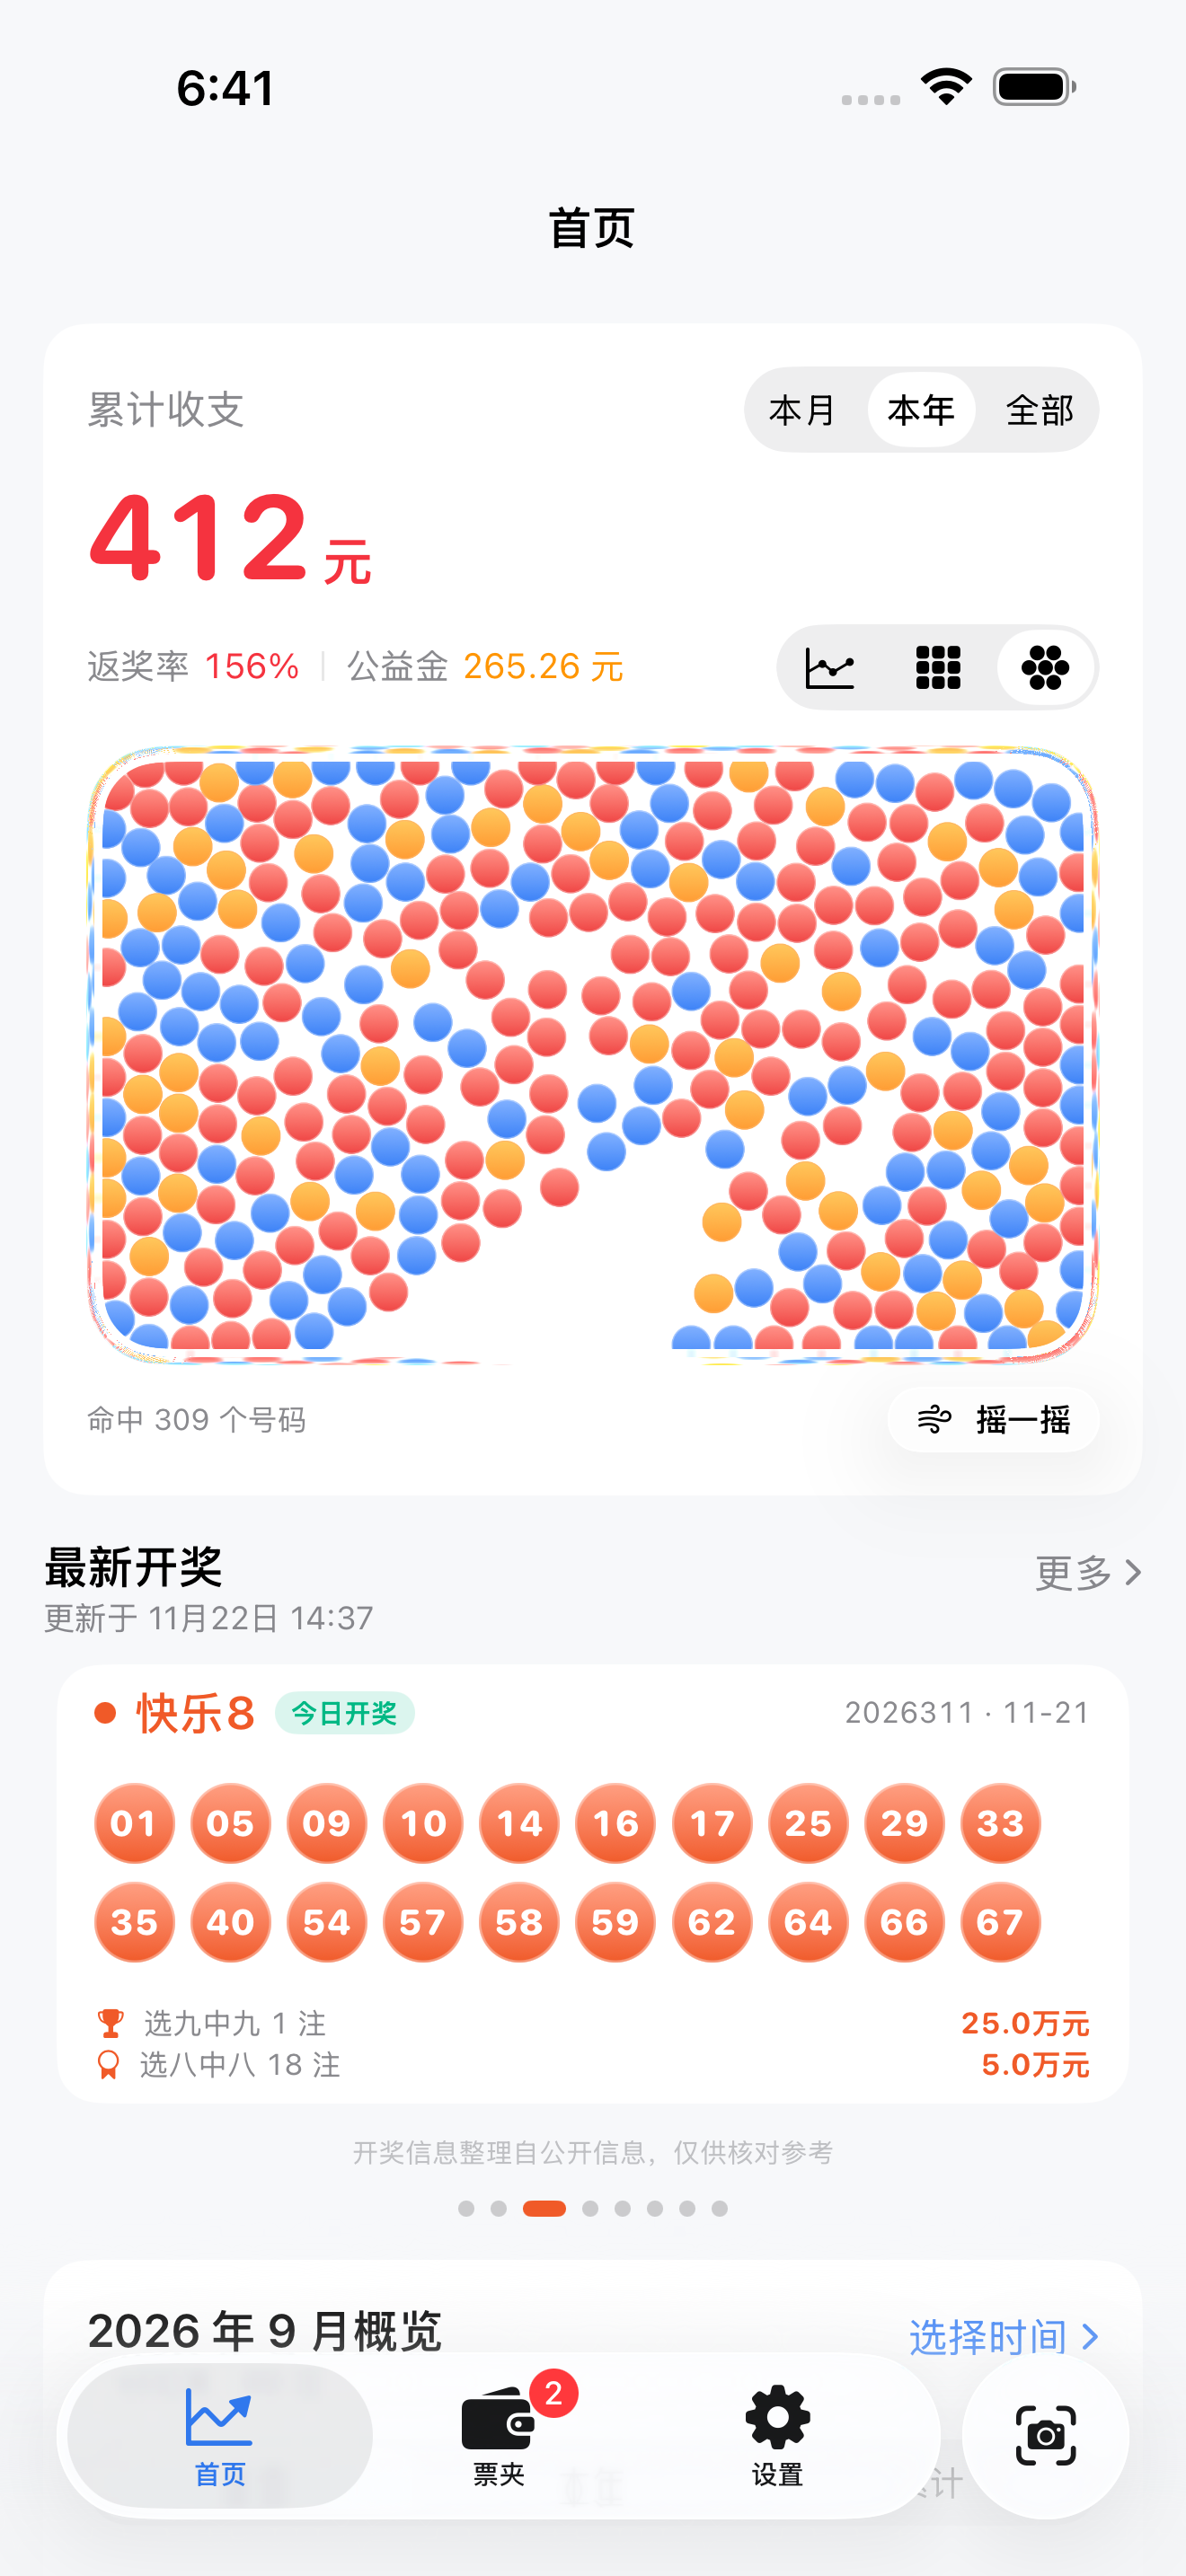 6:41
首页
累计收支
本月 本年 全部
412 元
返奖率 156% 公益金 265.26 元
命中 309 个号码
摇一摇
最新开奖
更多
更新于 11月22日 14:37
快乐8 今日开奖 2026311 · 11-21
01 05 09 10 14 16 17 25 29 33
35 40 54 57 58 59 62 64 66 67
选九中九 1 注 25.0万元
选八中八 18 注 5.0万元
开奖信息整理自公开信息，仅供核对参考
2026 年 9 月概览 选择时间
2
首页 票夹 设置
计